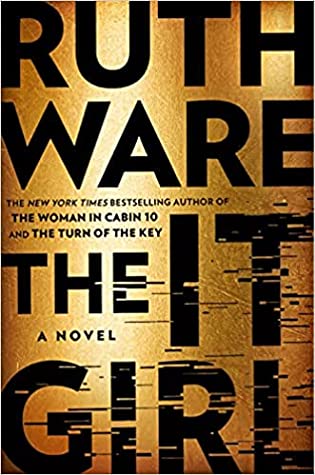 RUTH
WARE
THE NEW YORK TIMES BESTSELLING AUTHOR OF
THE WOMAN IN CABIN 10
AND THE TURN OF THE KEY
THE IT
A NOVEL
GIRL